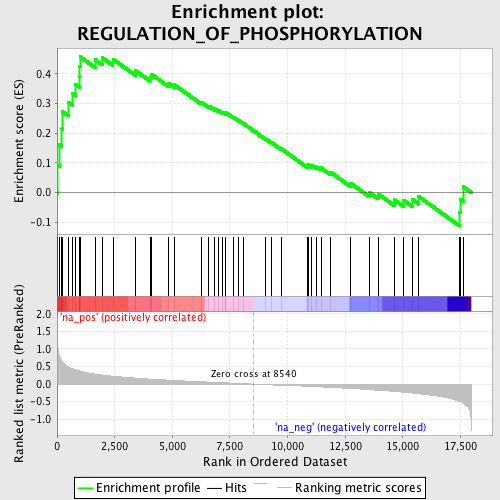 Enrichment plot:
REGULATION_OF_PHOSPHORYLATION
Enrichment score (ES)
0.4
0.3
0.2
0.1
0.0
-0.1
'na_pos' (positively correlated)
Ranked list metric (PreRanked)
2.0
1.5
1.0
0.5
0.0
-0.5
-1.0
Zero cross at 8540
'na_neg' (negatively correlated)
0 2,500 5,000 7,500 10,000 12,500 15,000 17,500
Rank in Ordered Dataset
Enrichment profile Hits Ranking metric scores